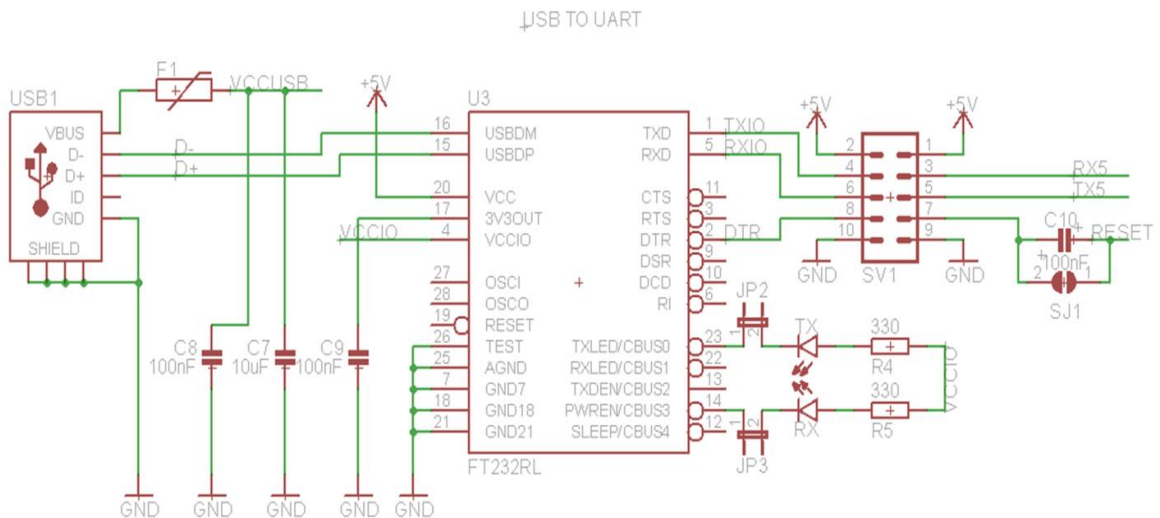 USB TO UART
F1
VCCUSB
+5V
+5V
+5V
USB1
VBUS
D-
D+
ID
GND
SHIELD
D-
D+
VCCIO
U3
16 USBDM
15 USBDP
20 VCC
17 3V3OUT
4 VCCIO
27 OSCI
28 OSCO
19 RESET
26 TEST
25 AGND
7 GND7
18 GND18
21 GND21
TXD 1 TXIO
RXD 5 RXIO
CTS 11
RTS 3
DTR 2 DTR
DSR 9
DCD 10
RI 6
TXLED/CBUS0 23
RXLED/CBUS1 22
TXDEN/CBUS2 13
PWREN/CBUS3 14
SLEEP/CBUS4 12
FT232RL
2 1
4 3 RX5
6 5 TX5
8 7
10 9
GND SV1 GND
C10
RESET
100nF
2 1
SJ1
JP2
1 2
TX
330
R4
VCCIO
330
RX
R5
1 2
JP3
C8
100nF
C7
10uF
C9
100nF
GND GND GND GND GND